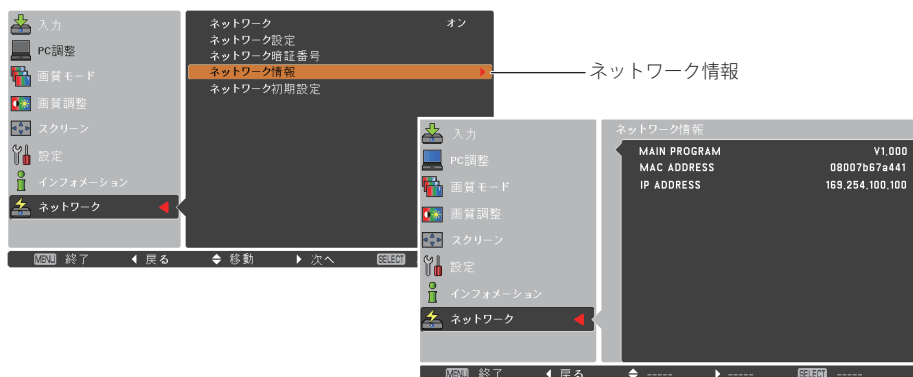 入力
PC調整
画質モード
画質調整
スクリーン
設定
インフォメーション
ネットワーク
ネットワーク オン
ネットワーク設定
ネットワーク暗証番号
ネットワーク情報
ネットワーク初期設定
MENU 終了 戻る 移動 次へ SELECT
ネットワーク情報
入力
PC調整
画質モード
画質調整
スクリーン
設定
インフォメーション
ネットワーク
ネットワーク情報
MAIN PROGRAM V1,000
MAC ADDRESS 08007b67a441
IP ADDRESS 169,254,100,100
MENU 終了 戻る ----- ----- SELECT -----